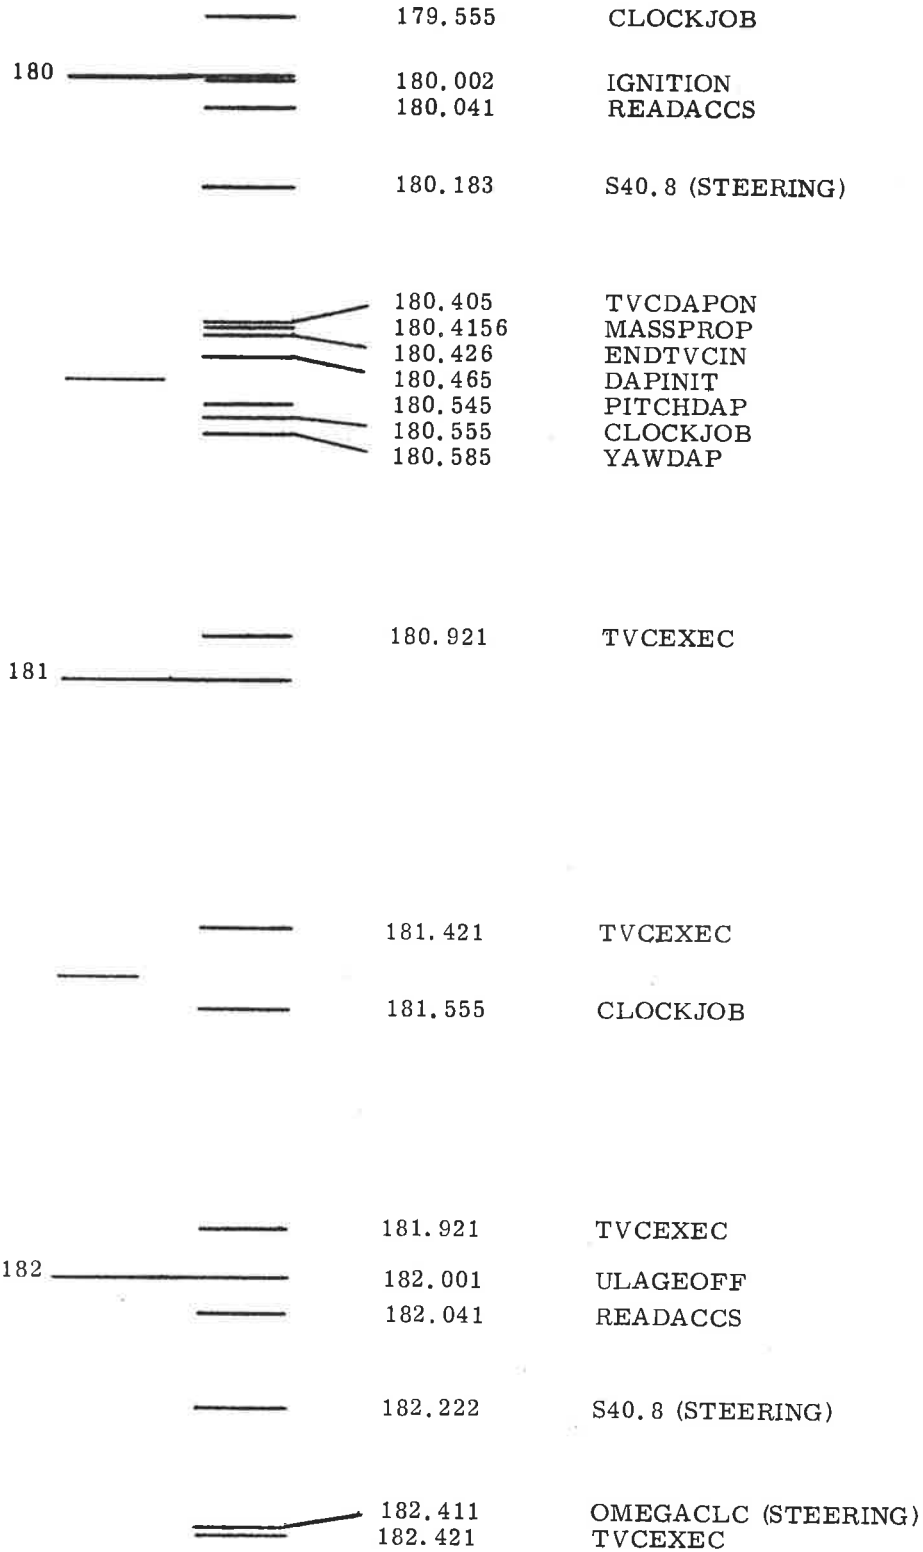 179.555 CLOCKJOB
180
180.002 IGNITION
180.041 READACCS
180.183 S40.8 (STEERING)
180.405 TVCDAPON
180.4156 MASSPROP
180.426 ENDTVCIN
180.465 DAPINIT
180.545 PITCHDAP
180.555 CLOCKJOB
180.585 YAWDAP
180.921 TVCEXEC
181
181.421 TVCEXEC
181.555 CLOCKJOB
181.921 TVCEXEC
182 182.001 ULAGEOFF
182.041 READACCS
182.222 S40.8 (STEERING)
182.411 OMEGACLC (STEERING)
182.421 TVCEXEC